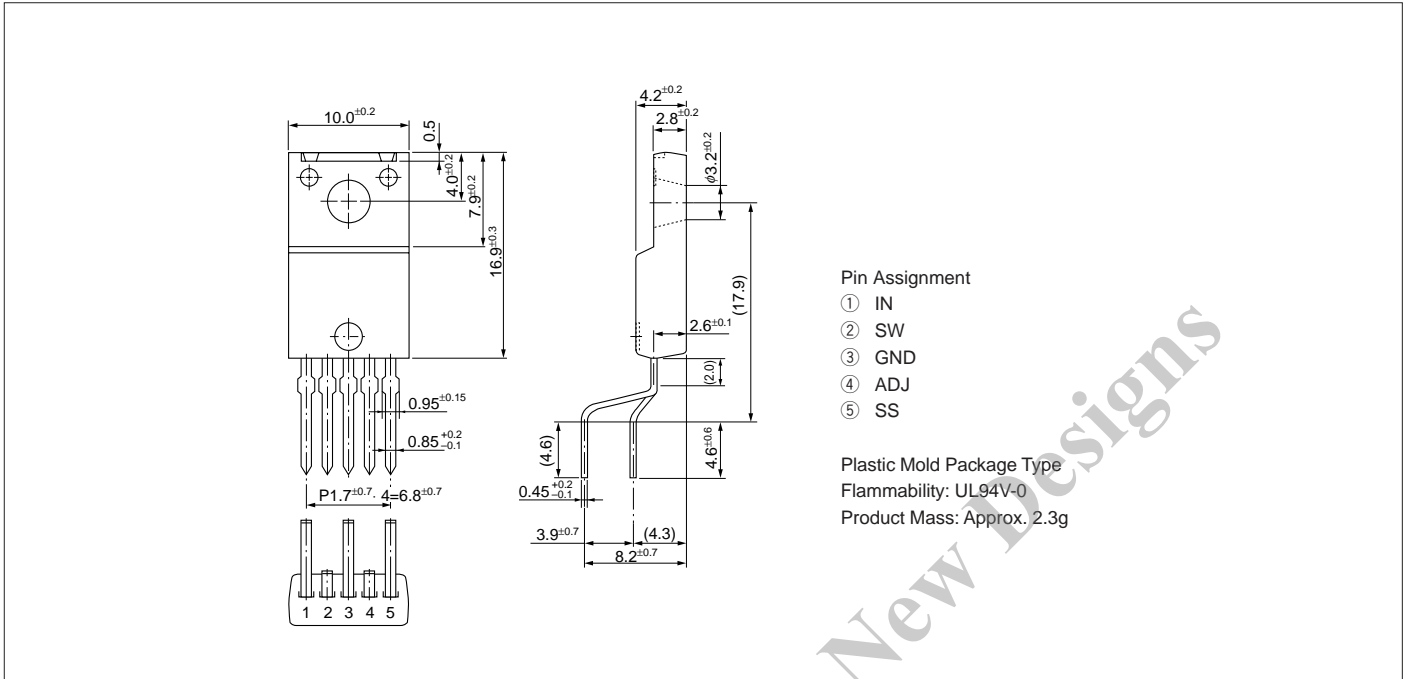 10.0±0.2
0.5
4.0±0.2
7.9±0.2
16.9±0.3
0.95±0.15
0.85+0.2−0.1
P1.7±0.7· 4=6.8±0.7
1 2 3 4 5
4.2±0.2
2.8±0.2
φ3.2±0.2
(17.9)
2.6±0.1
(2.0)
(4.6)
4.6±0.6
0.45+0.2−0.1
3.9±0.7
(4.3)
8.2±0.7
Pin Assignment
① IN
② SW
③ GND
④ ADJ
⑤ SS
Plastic Mold Package Type
Flammability: UL94V-0
Product Mass: Approx. 2.3g
New Designs